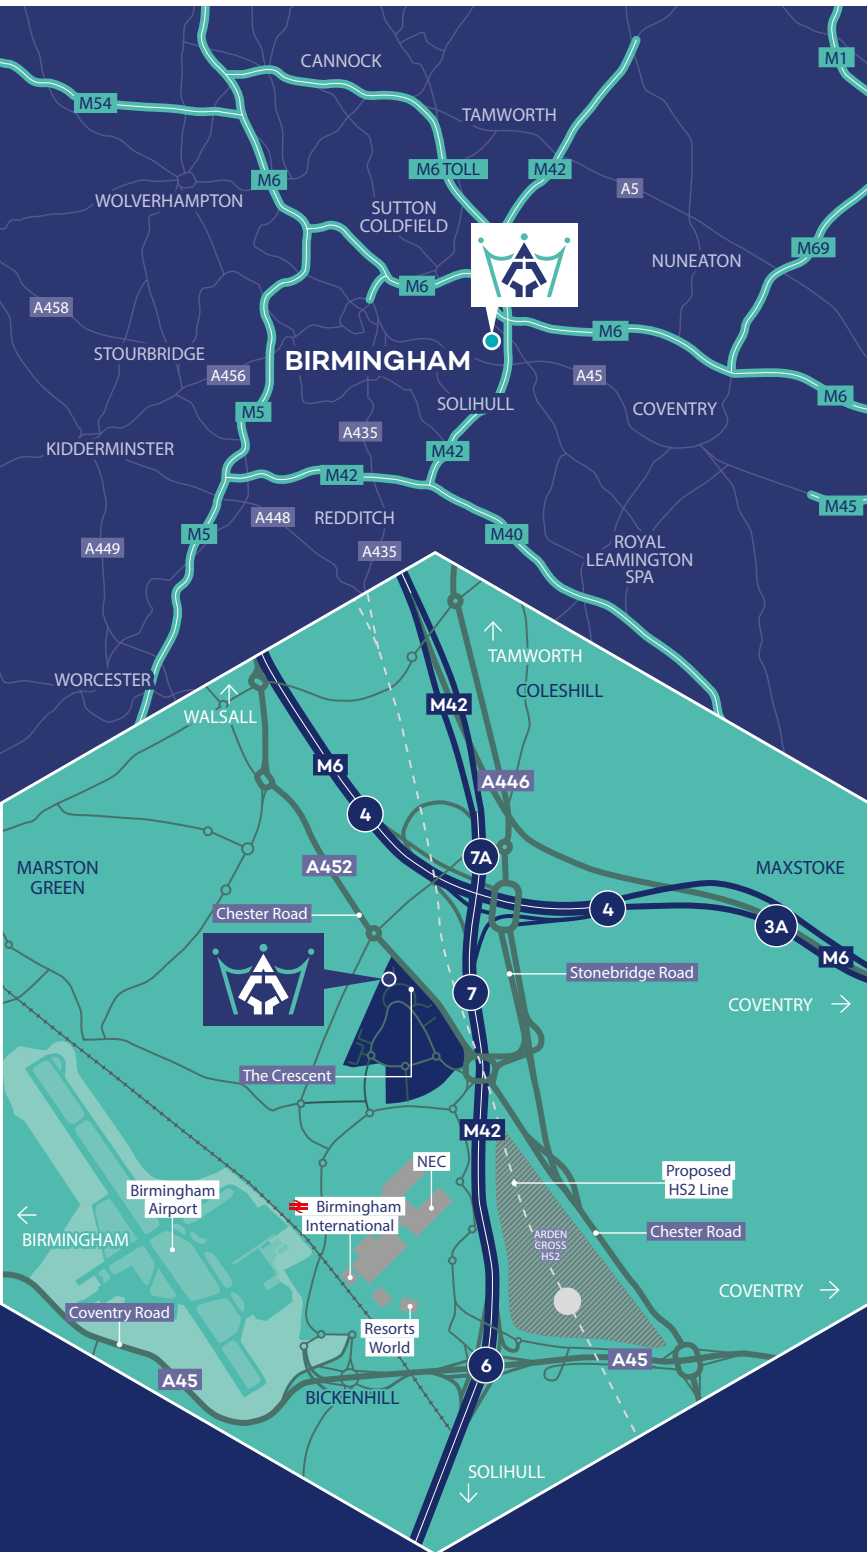 CANNOCK
M1
M54
TAMWORTH
M6 TOLL
M42
M6
A5
WOLVERHAMPTON
SUTTON
COLDFIELD
M69
NUNEATON
M6
A458
M6
STOURBRIDGE
BIRMINGHAM
A456
A45
M6
M5
SOLIHULL
COVENTRY
A435
KIDDERMINSTER
M42
M42
M45
A448
REDDITCH
M5
M40
A449
A435
ROYAL
LEAMINGTON
SPA
TAMWORTH
WORCESTER
COLESHILL
M42
WALSALL
M6
A446
4
7A
MARSTON
GREEN
A452
MAXSTOKE
Chester Road
4
3A
M6
Stonebridge Road
7
COVENTRY
The Crescent
M42
NEC
Proposed
HS2 Line
Birmingham
Airport
Birmingham
International
BIRMINGHAM
ARDEN
CROSS
HS2
Chester Road
COVENTRY
Coventry Road
Resorts
World
A45
6
A45
BICKENHILL
SOLIHULL